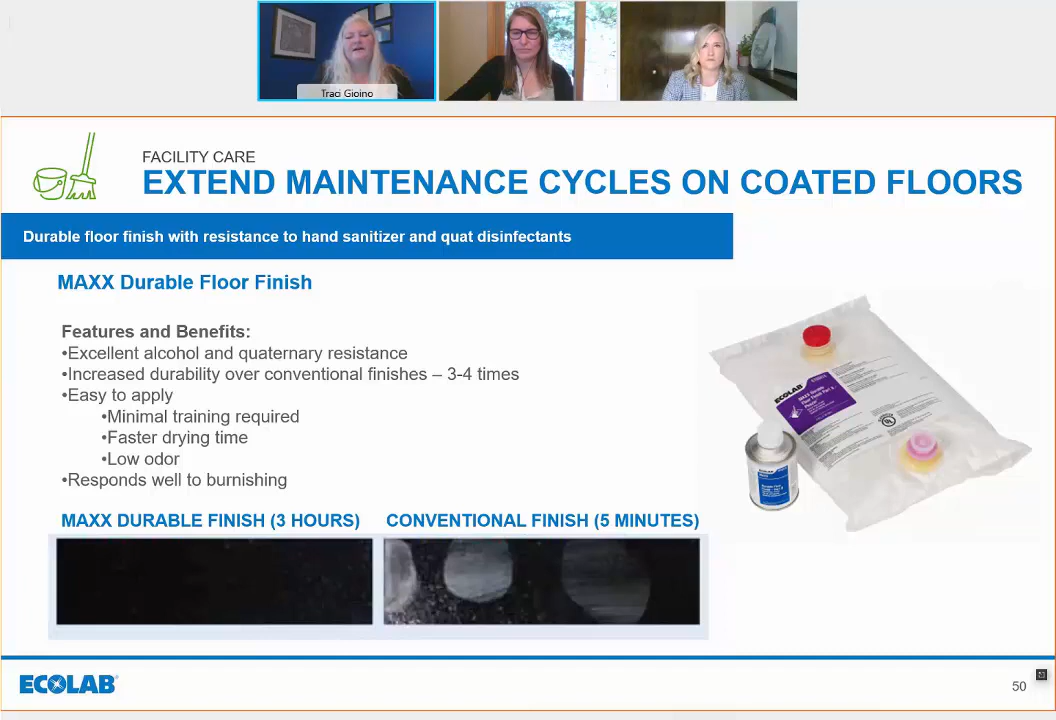 Traci Gioino
FACILITY CARE
EXTEND MAINTENANCE CYCLES ON COATED FLOORS
Durable floor finish with resistance to hand sanitizer and quat disinfectants
MAXX Durable Floor Finish
Features and Benefits:
•Excellent alcohol and quaternary resistance
•Increased durability over conventional finishes – 3-4 times
•Easy to apply
•Minimal training required
•Faster drying time
•Low odor
•Responds well to burnishing
ECOLAB
MAXX Durable
MAXX DURABLE FINISH (3 HOURS)
CONVENTIONAL FINISH (5 MINUTES)
ECOLAB
50